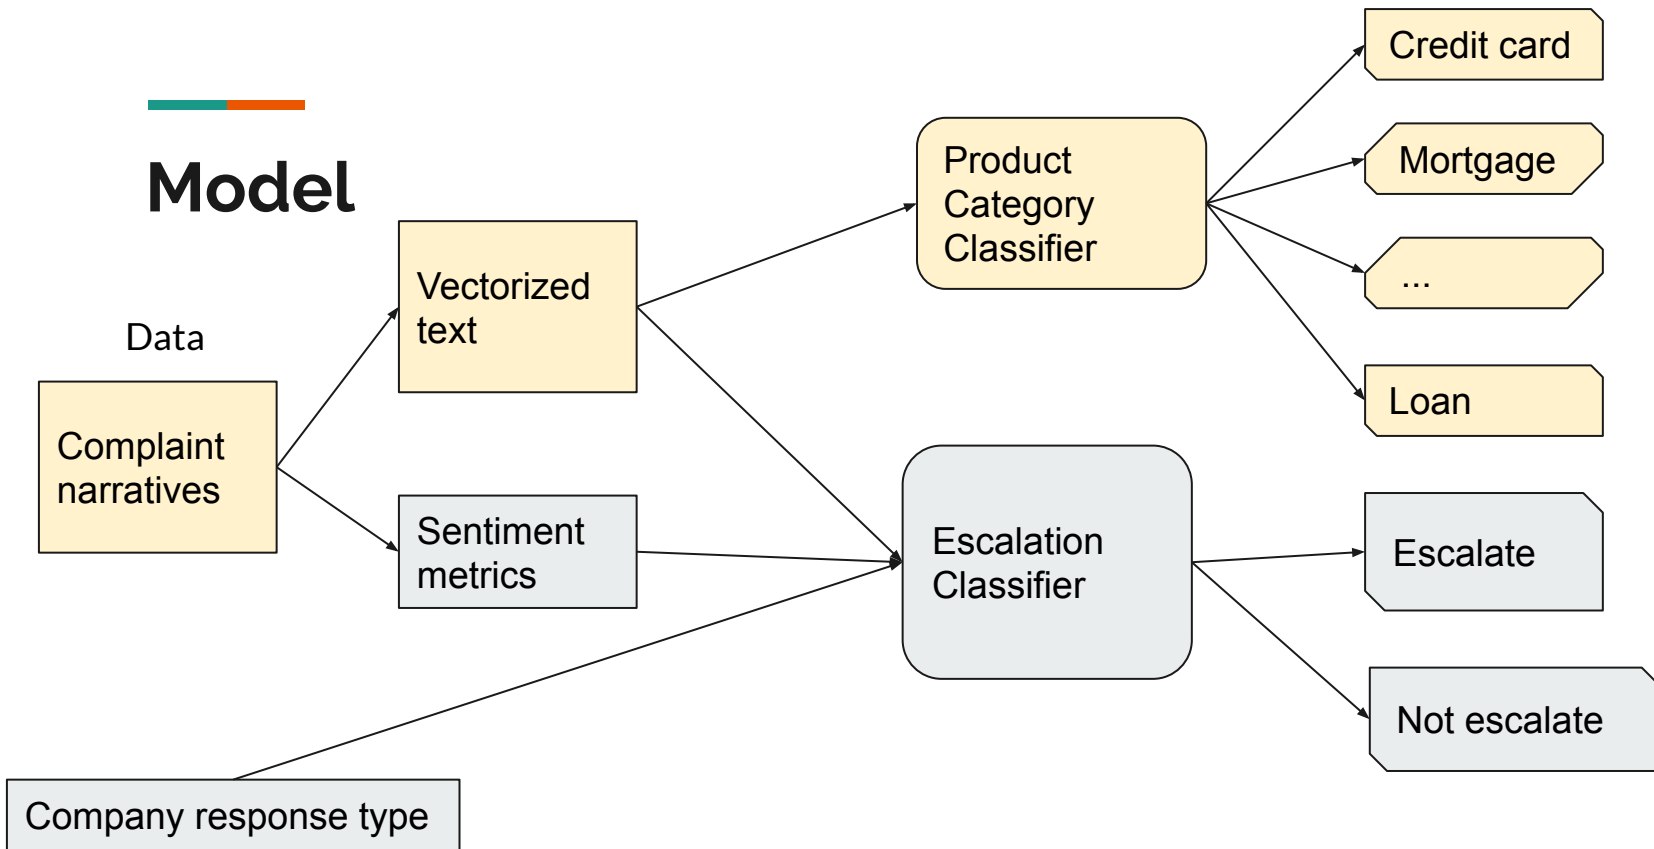 Model
Data
Complaint
narratives
Vectorized
text
Sentiment
metrics
Company response type
Product
Category
Classifier
Escalation
Classifier
Credit card
Mortgage
...
Loan
Escalate
Not escalate